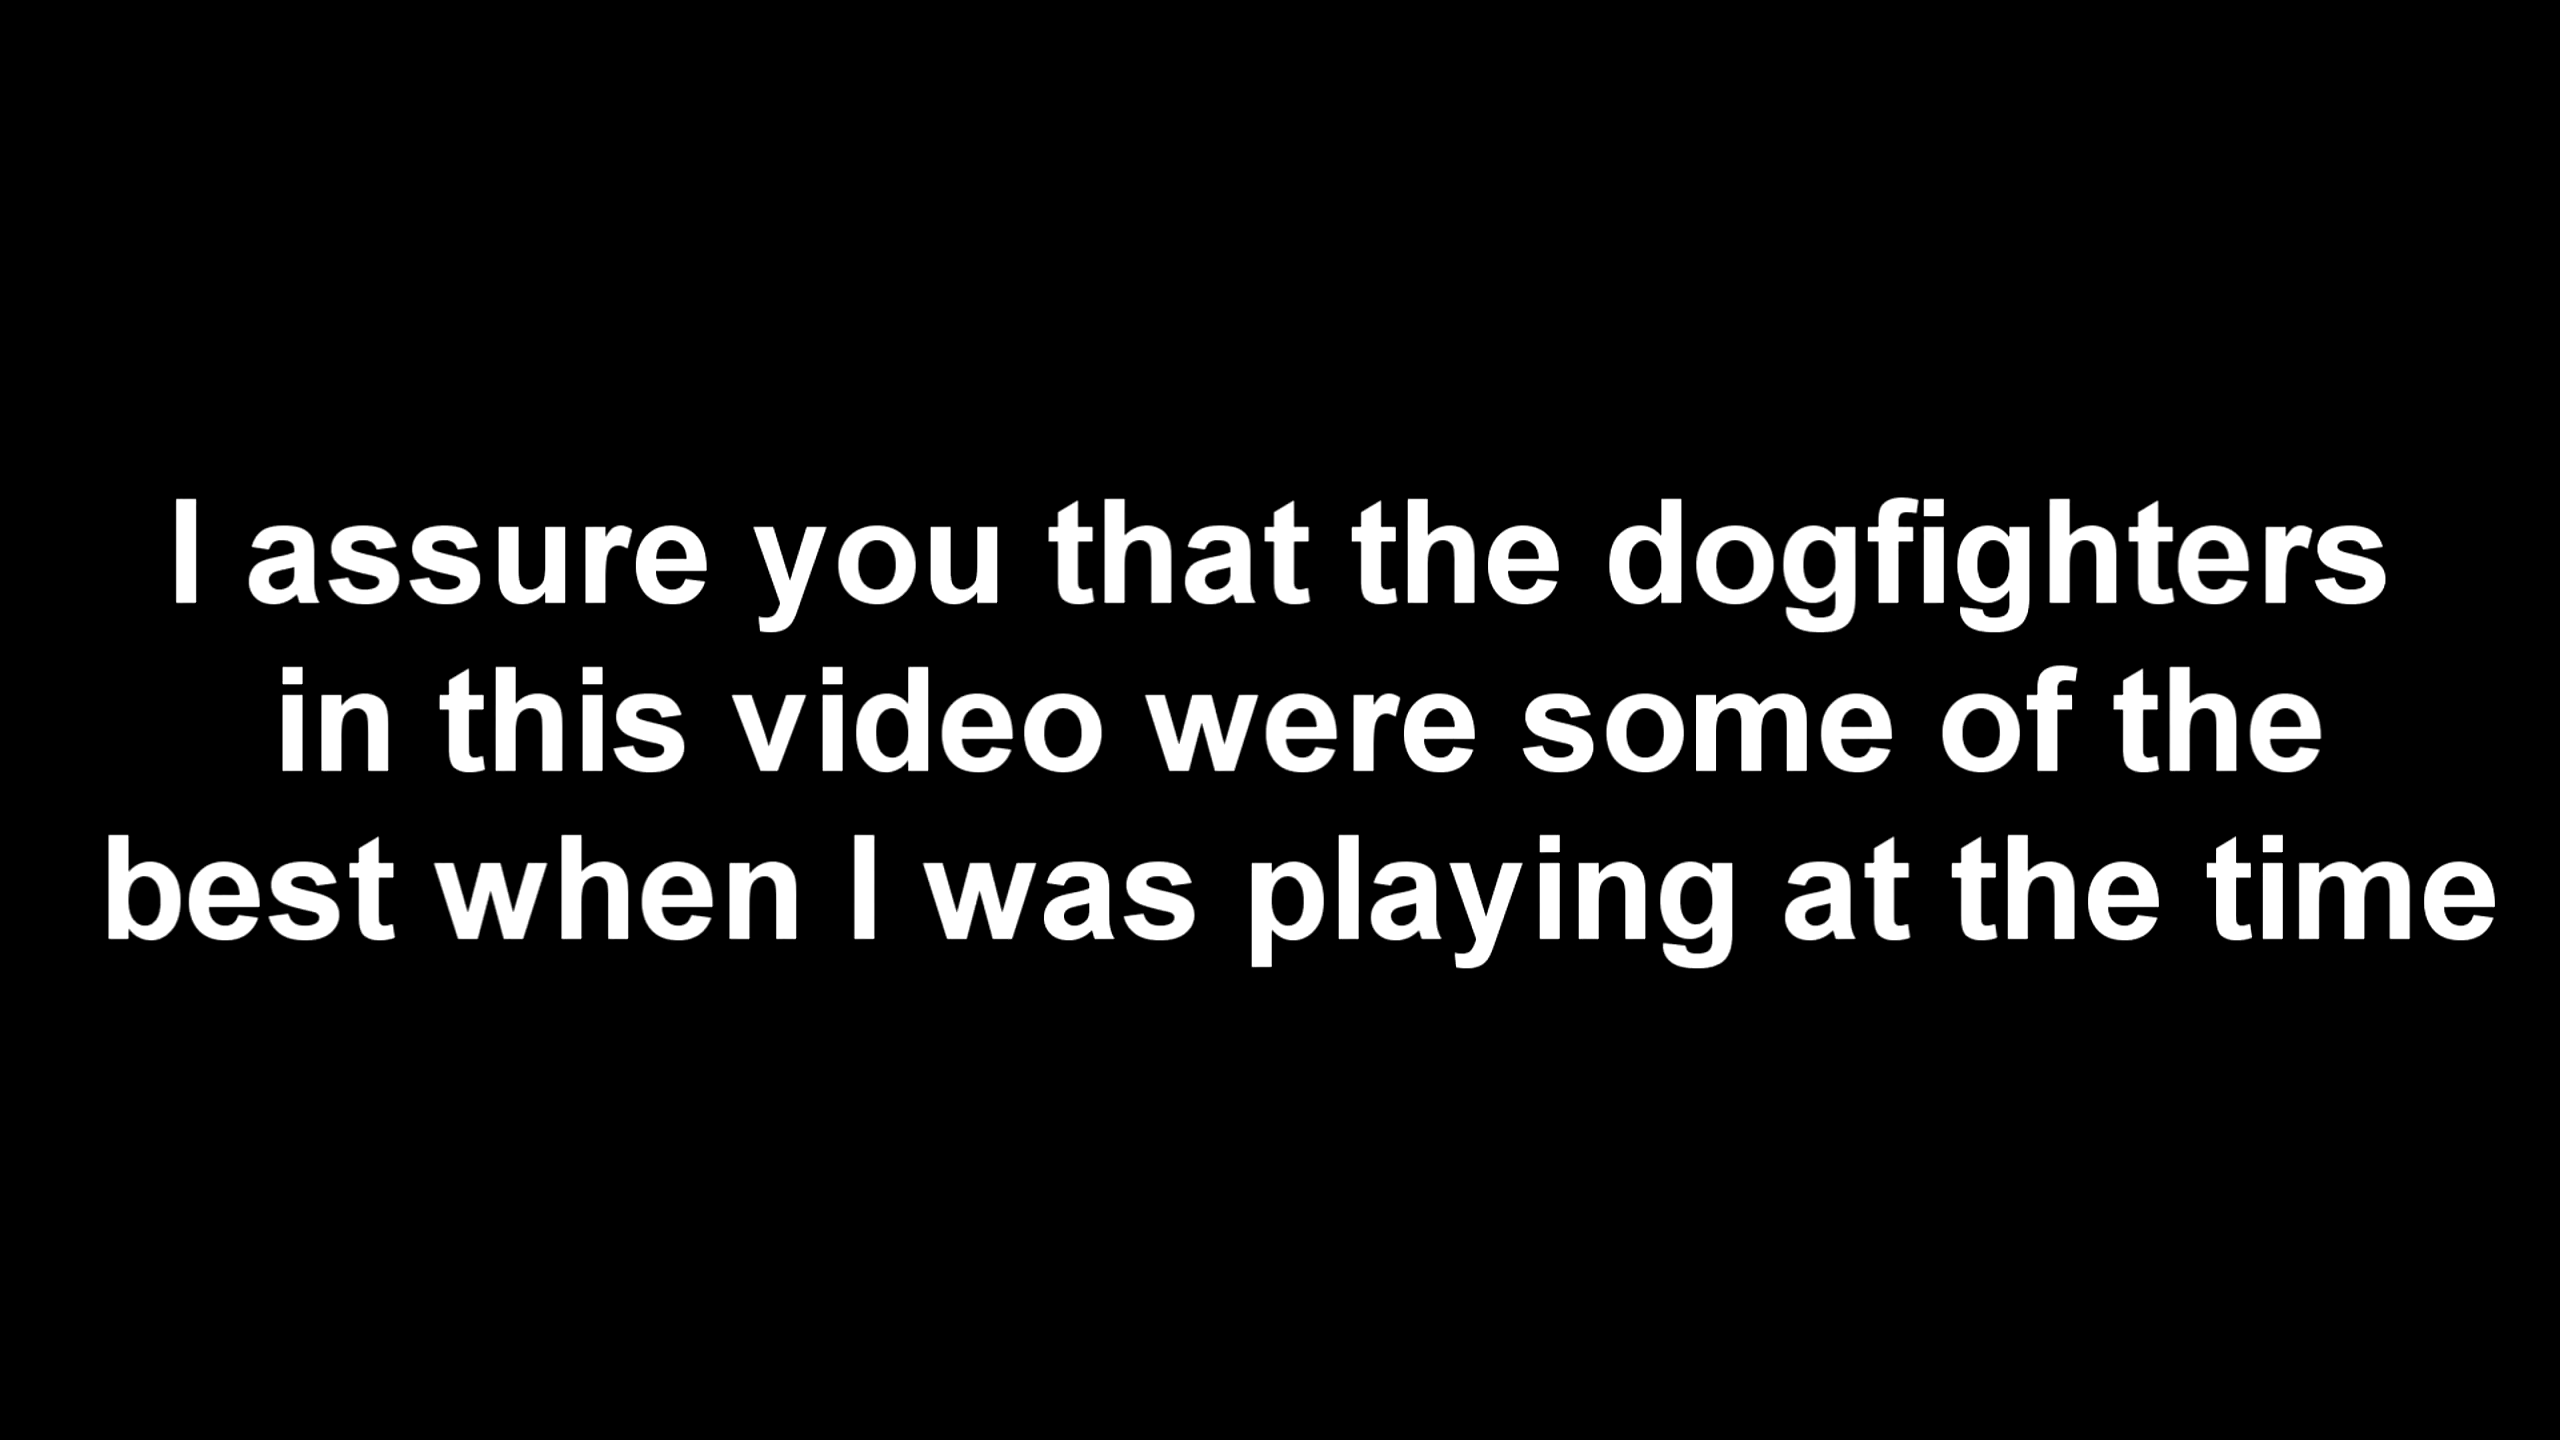 I assure you that the dogfighters
in this video were some of the
best when I was playing at the time